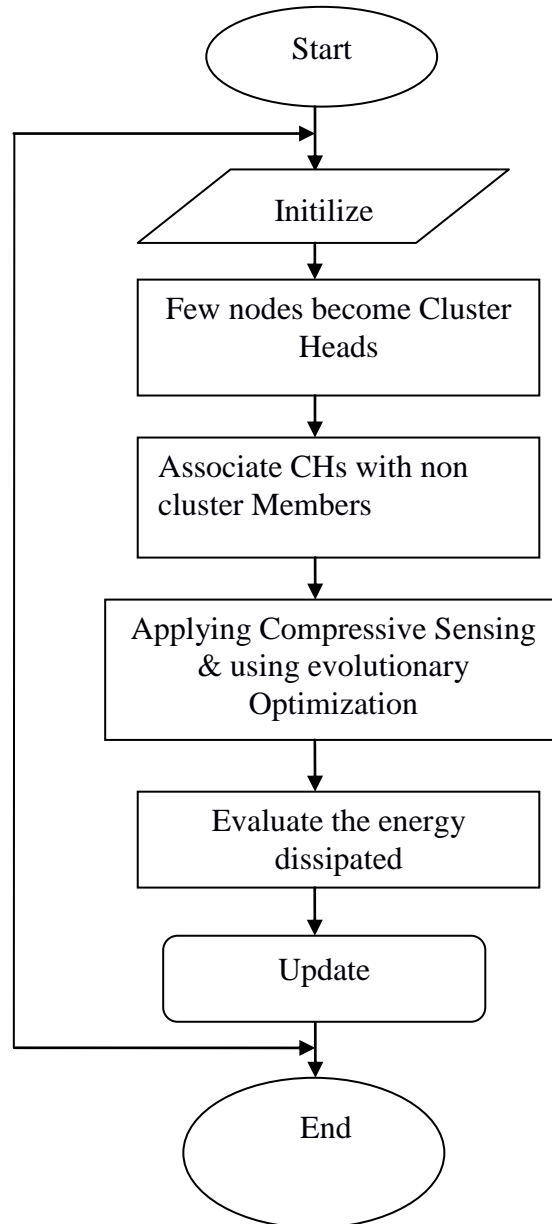 Start
Initilize
Few nodes become Cluster
Heads
Associate CHs with non
cluster Members
Applying Compressive Sensing
& using evolutionary
Optimization
Evaluate the energy
dissipated
Update
End